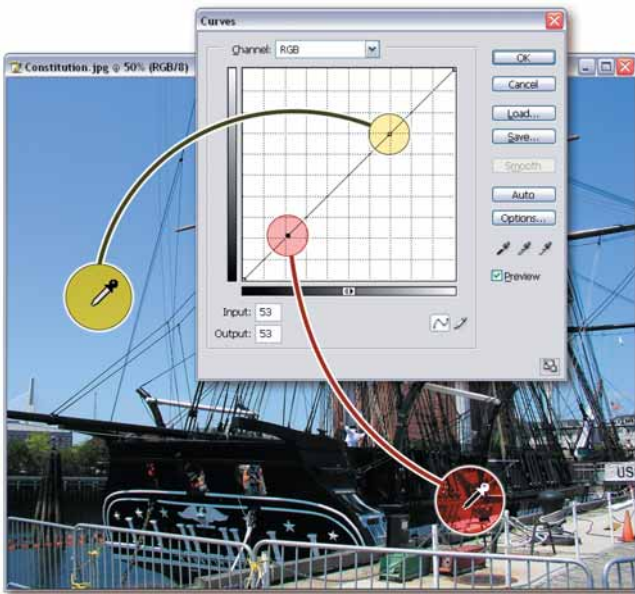 Curves
Constitution.jpg @ 50% (RGB/8)
Channel: RGB
OK
Cancel
Load...
Save...
Smooth
Auto
Options...
Preview
Input: 53
Output: 53
US